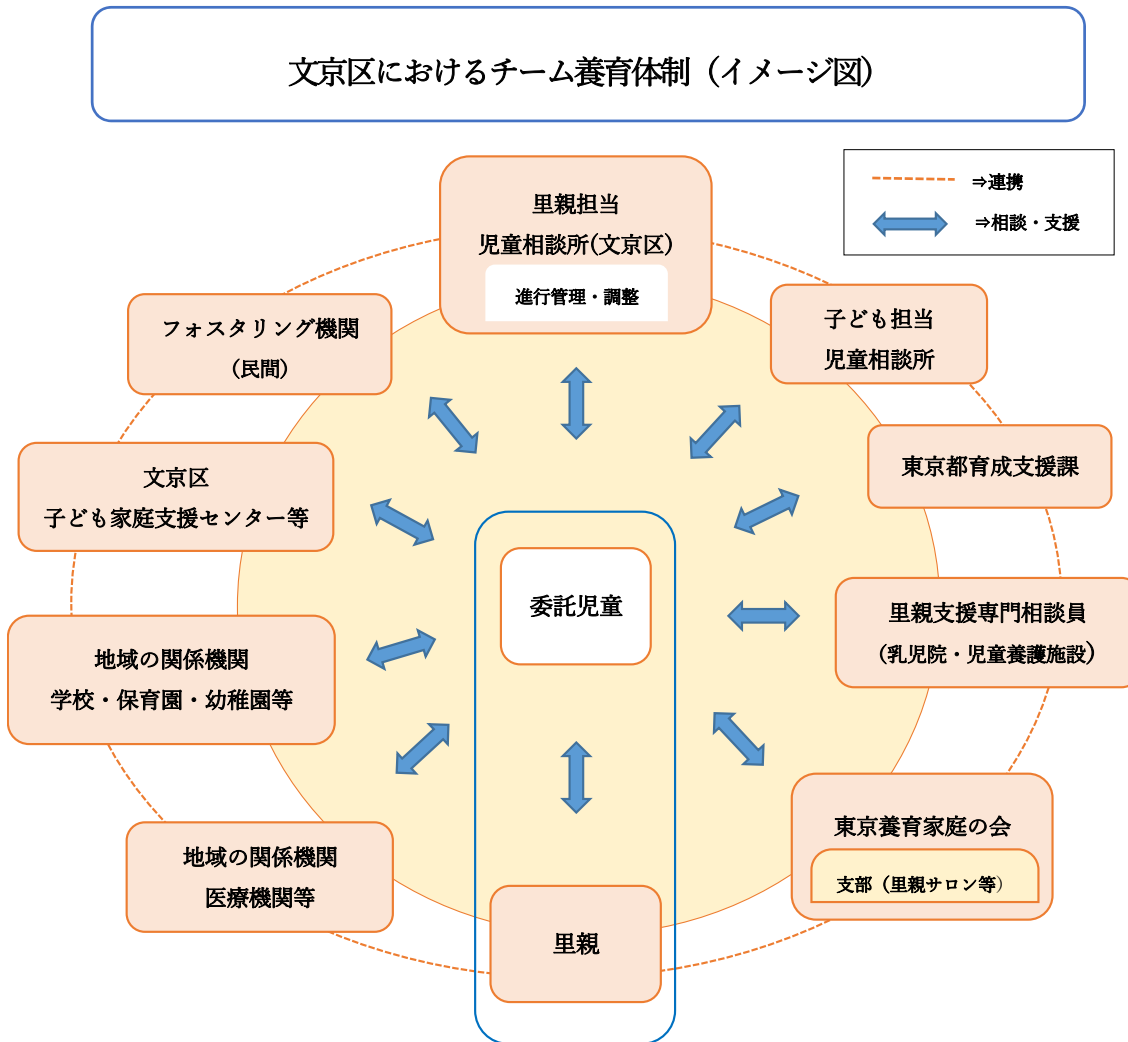 文京区におけるチーム養育体制（イメージ図）
⇒連携
⇒相談・支援
里親担当
児童相談所(文京区)
進行管理・調整
フォスタリング機関
（民間）
子ども担当
児童相談所
文京区
子ども家庭支援センター等
東京都育成支援課
委託児童
里親支援専門相談員
（乳児院・児童養護施設）
地域の関係機関
学校・保育園・幼稚園等
東京養育家庭の会
支部（里親サロン等）
地域の関係機関
医療機関等
里親